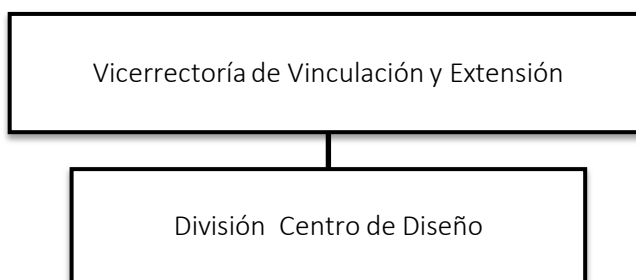 Vicerrectoría de Vinculación y Extensión
División Centro de Diseño